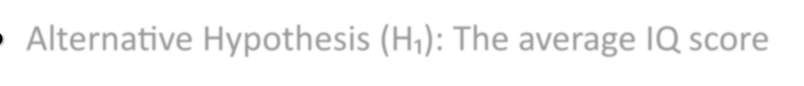 • Alternative Hypothesis (H₁): The average IQ score